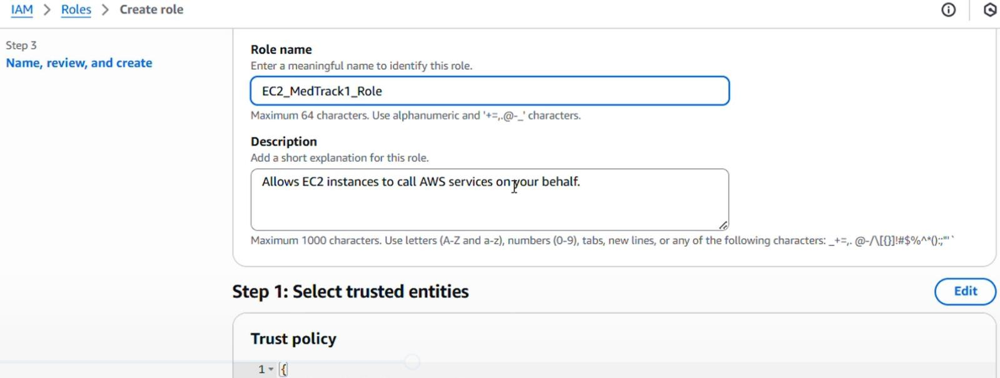 IAM > Roles > Create role
Step 3
Name, review, and create
Role name
Enter a meaningful name to identify this role.
EC2_MedTrack1_Role
Maximum 64 characters. Use alphanumeric and '+=,.@-_' characters.
Description
Add a short explanation for this role.
Allows EC2 instances to call AWS services on your behalf.
Maximum 1000 characters. Use letters (A-Z and a-z), numbers (0-9), tabs, new lines, or any of the following characters: _+=,. @-/\[{}]!#$%^*();:"'`
Step 1: Select trusted entities
Edit
Trust policy
1 {